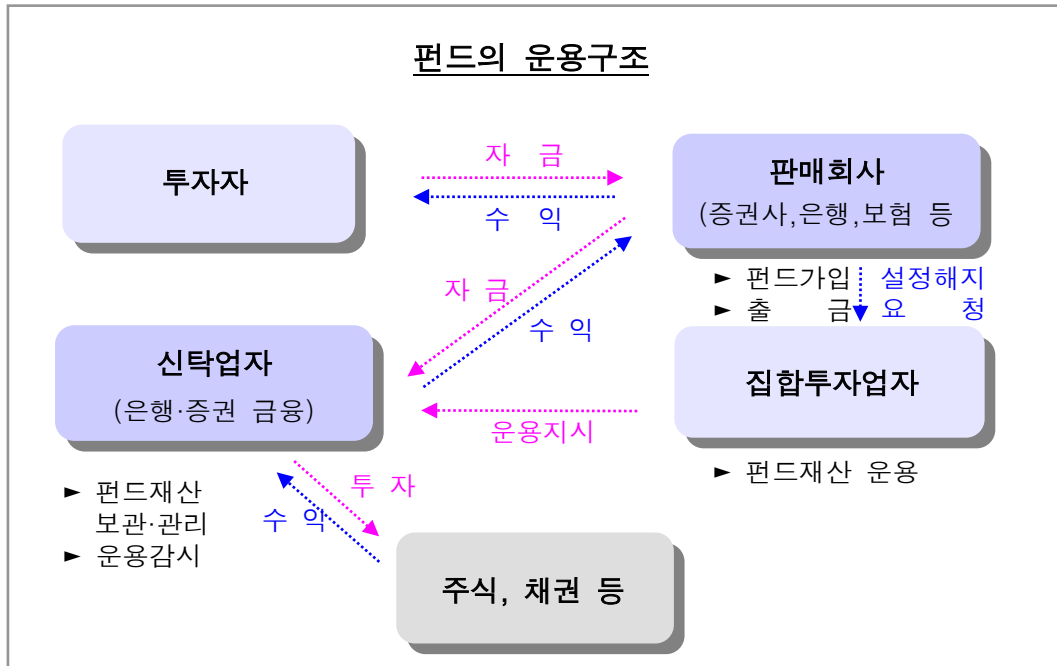 펀드의 운용구조
투자자
자 금
수 익
판매회사
(증권사,은행,보험 등
► 펀드가입
► 출 금
설정해지
요 청
자 금
수 익
신탁업자
(은행·증권 금융)
집합투자업자
운용지시
► 펀드재산 운용
► 펀드재산
보관·관리
► 운용감시
투 자
수 익
주식, 채권 등